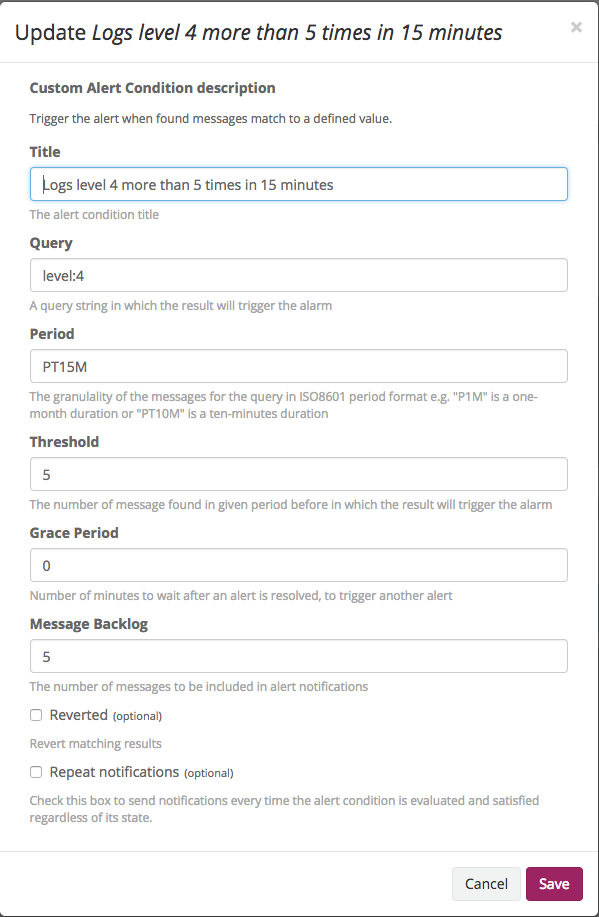 Update Logs level 4 more than 5 times in 15 minutes
×
Custom Alert Condition description
Trigger the alert when found messages match to a defined value.
Title
Logs level 4 more than 5 times in 15 minutes
The alert condition title
Query
level:4
A query string in which the result will trigger the alarm
Period
PT15M
The granulality of the messages for the query in ISO8601 period format e.g. "P1M" is a one-
month duration or "PT10M" is a ten-minutes duration
Threshold
5
The number of message found in given period before in which the result will trigger the alarm
Grace Period
0
Number of minutes to wait after an alert is resolved, to trigger another alert
Message Backlog
5
The number of messages to be included in alert notifications
Reverted (optional)
Revert matching results
Repeat notifications (optional)
Check this box to send notifications every time the alert condition is evaluated and satisfied
regardless of its state.
Cancel Save